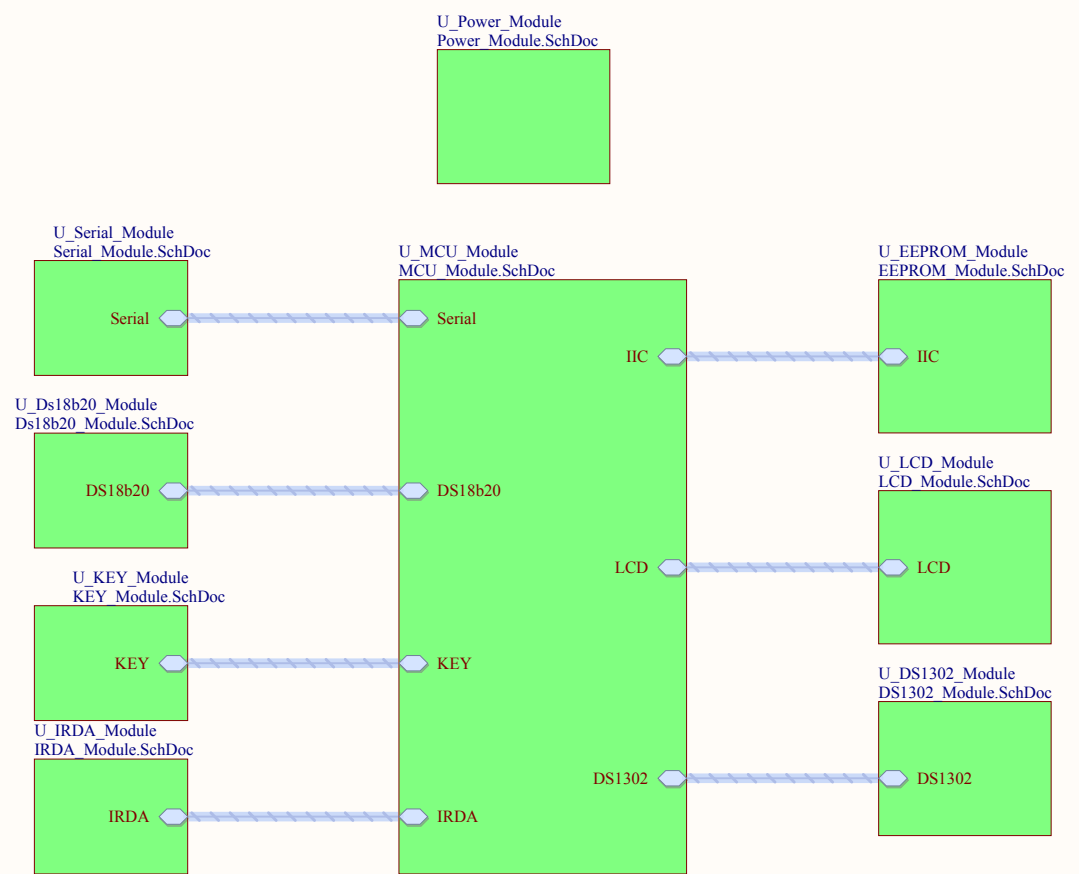 U_Power_Module
Power_Module.SchDoc
U_Serial_Module
Serial_Module.SchDoc
Serial
U_MCU_Module
MCU_Module.SchDoc
Serial
IIC
U_EEPROM_Module
EEPROM_Module.SchDoc
IIC
U_Ds18b20_Module
Ds18b20_Module.SchDoc
DS18b20
DS18b20
U_LCD_Module
LCD_Module.SchDoc
LCD
LCD
U_KEY_Module
KEY_Module.SchDoc
KEY
KEY
U_DS1302_Module
DS1302_Module.SchDoc
DS1302
DS1302
U_IRDA_Module
IRDA_Module.SchDoc
IRDA
IRDA